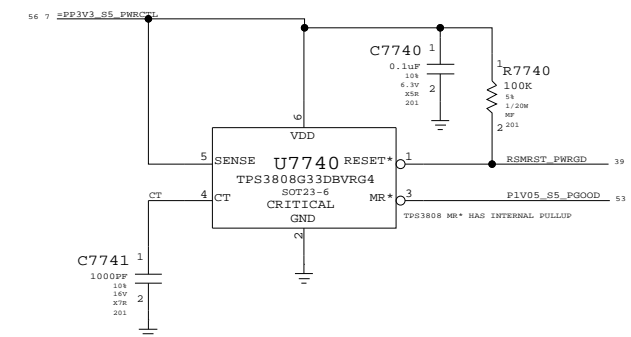 56 7 =PP3V3_S5_PWRCTL
C7740 1
0.1uF
10%
6.3V
X5R
201
2
1
R7740
100K
5%
1/20W
MF
201
2
6
VDD
5 SENSE
U7740
RESET* 1
RSMRST_PWRGD 39
TPS3808G33DBVRG4
SOT23-6
CT 4 CT
CRITICAL
MR* 3
P1V05_S5_PGOOD 53
GND
TPS3808 MR* HAS INTERNAL PULLUP
2
C7741 1
1000PF
10%
16V
X7R
201
2